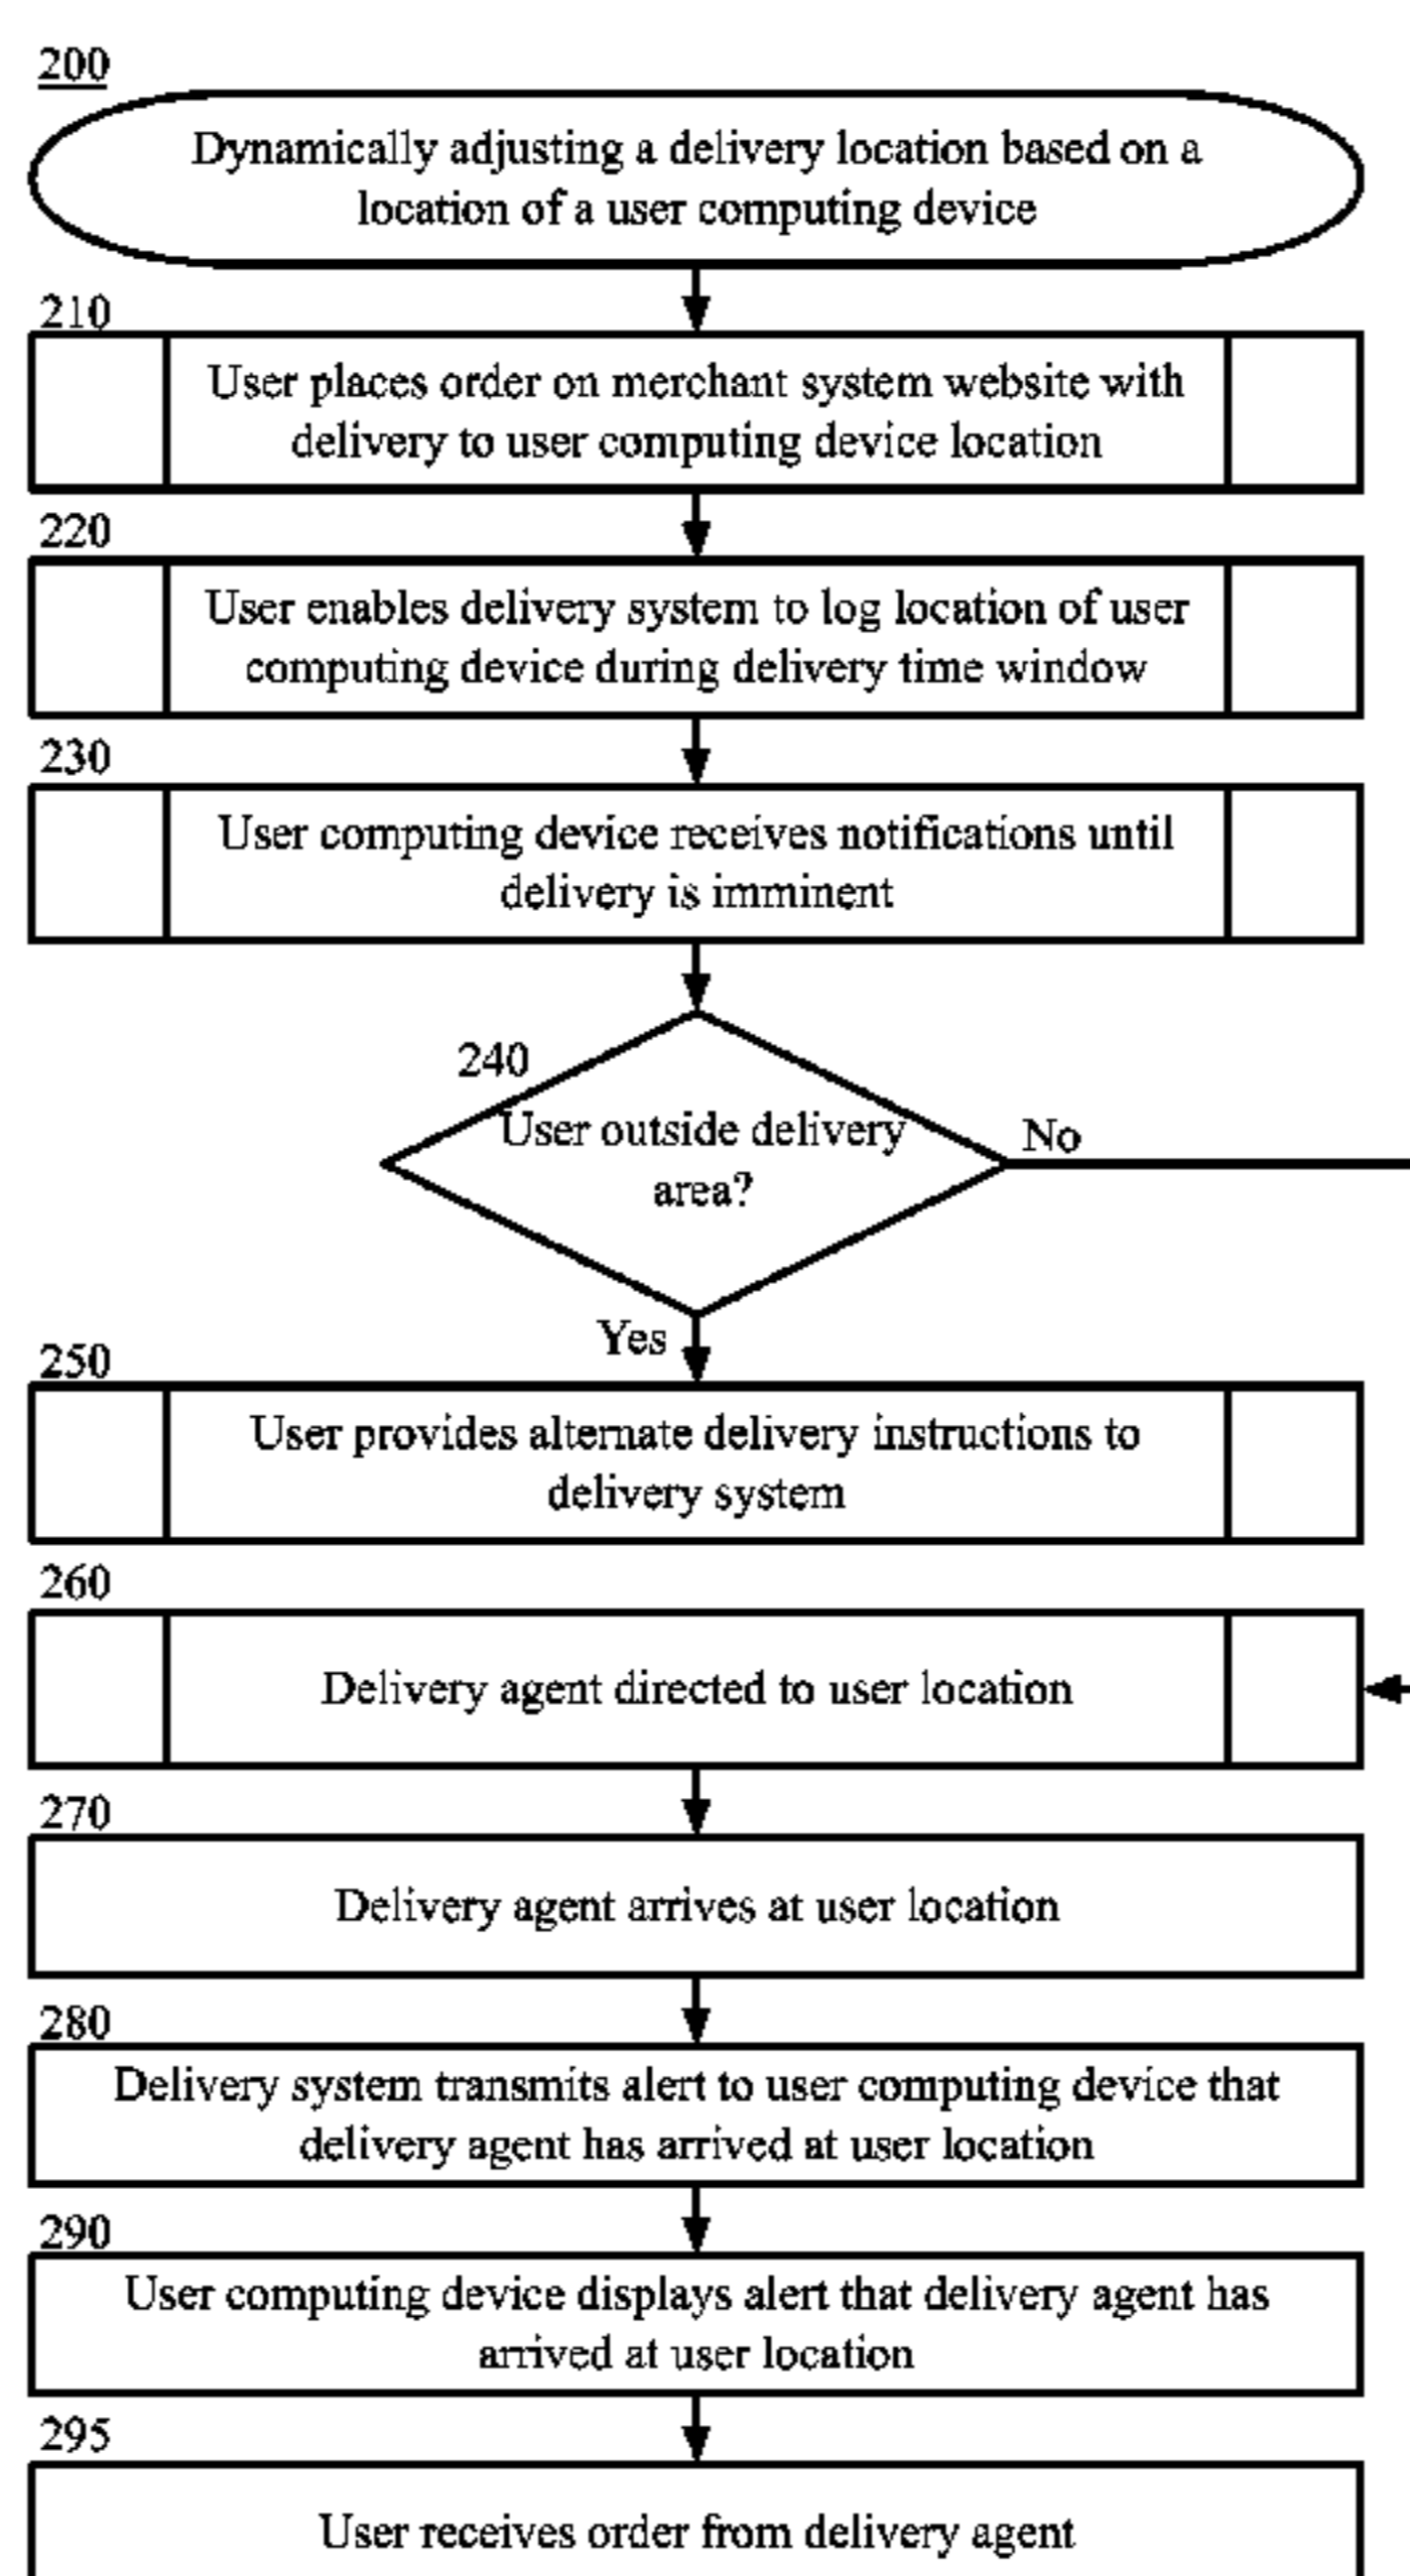 200
Dynamically adjusting a delivery location based on a
location of a user computing device
210
User places order on merchant system website with
delivery to user computing device location
220
User enables delivery system to log location of user
computing device during delivery time window
230
User computing device receives notifications until
delivery is imminent
240
User outside delivery
area?
No
Yes
250
User provides alternate delivery instructions to
delivery system
260
Delivery agent directed to user location
270
Delivery agent arrives at user location
280
Delivery system transmits alert to user computing device that
delivery agent has arrived at user location
290
User computing device displays alert that delivery agent has
arrived at user location
295
User receives order from delivery agent